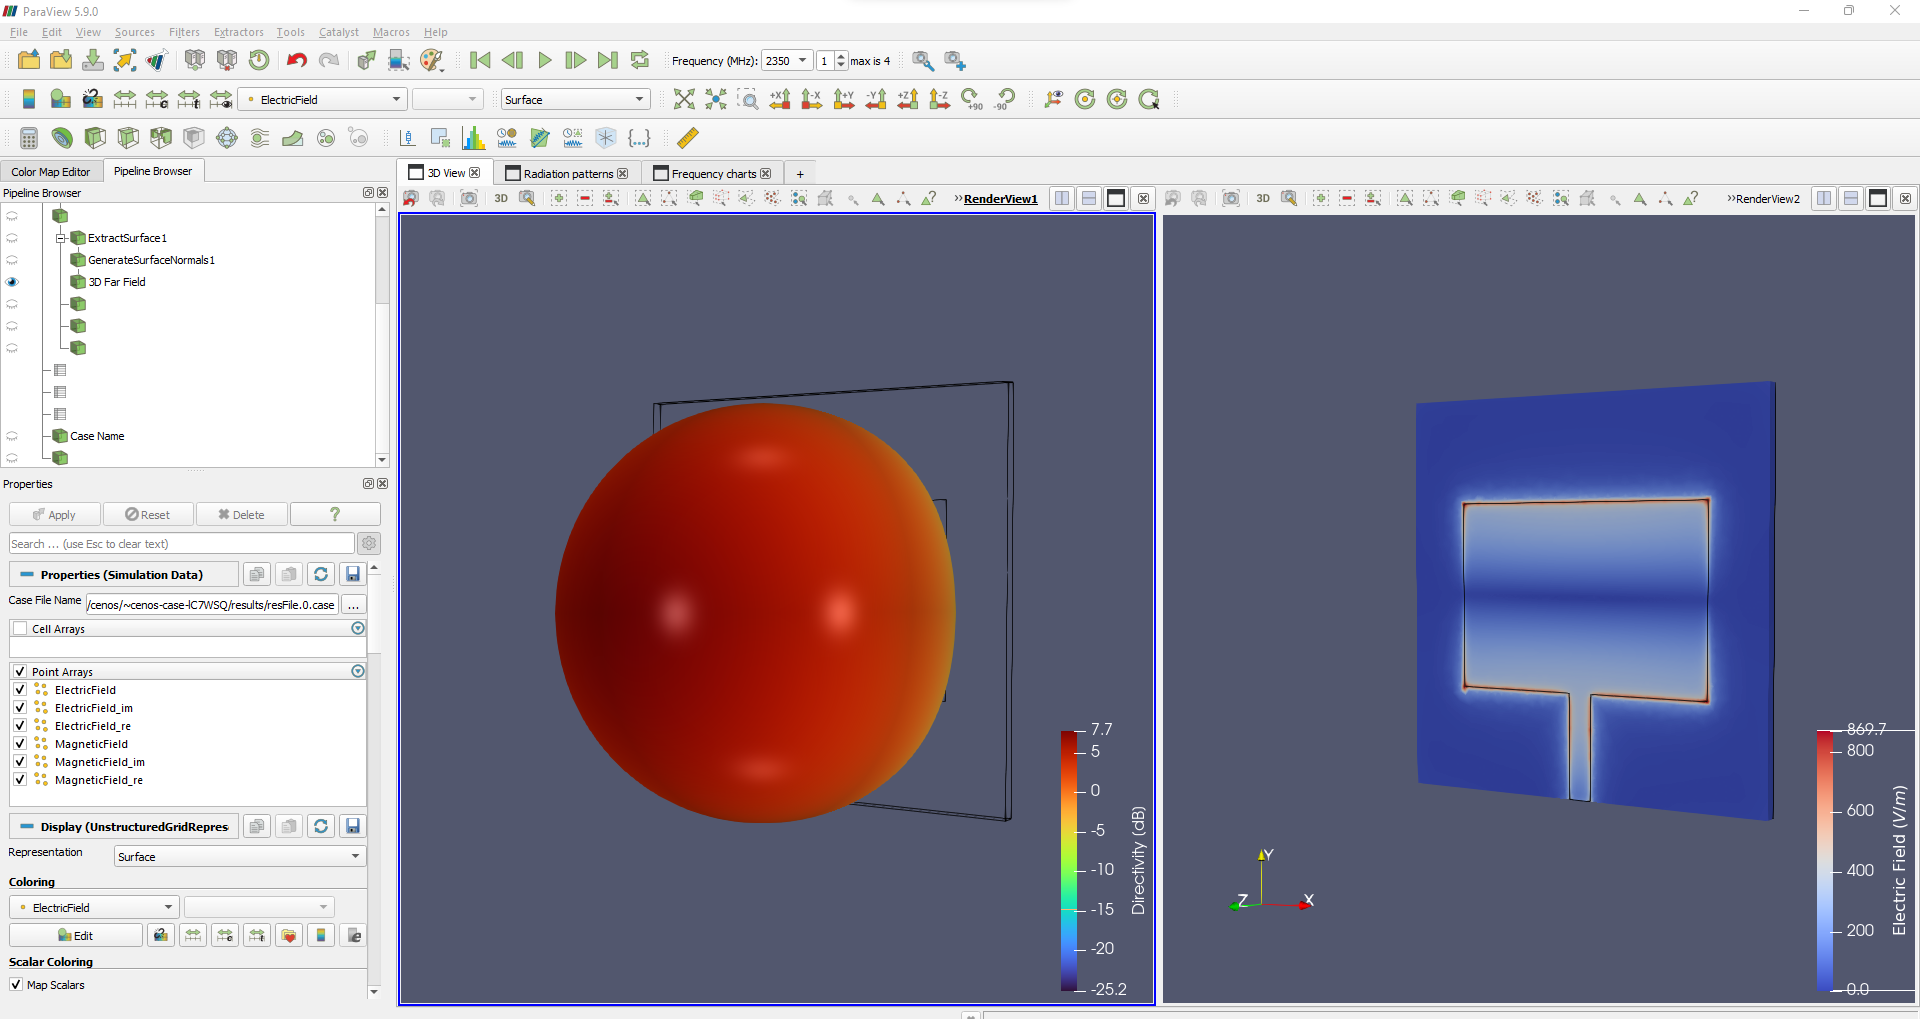 ParaView 5.9.0
File Edit View Sources Filters Extractors Tools Catalyst Macros Help
Frequency (MHz): 2350 1 max is 4
ElectricField Surface +X -X +Y -Y +Z -Z +90 -90
Color Map Editor Pipeline Browser
3D View Radiation patterns Frequency charts +
Pipeline Browser
3D »RenderView1
3D »RenderView2
ExtractSurface1
GenerateSurfaceNormals1
3D Far Field
Case Name
Properties
Apply Reset Delete ?
Search ... (use Esc to clear text)
Properties (Simulation Data)
Case File Name /cenos/~cenos-case-lC7WSQ/results/resFile.0.case ...
Cell Arrays
Point Arrays
ElectricField
ElectricField_im
ElectricField_re
MagneticField
MagneticField_im
MagneticField_re
Display (UnstructuredGridRepres
Representation Surface
Coloring
ElectricField
Edit
Scalar Coloring
Map Scalars
7.7
5
0
-5
-10
-15
-20
-25.2
Directivity (dB)
Y
Z
X
869.7
800
600
400
200
0.0
Electric Field (V/m)